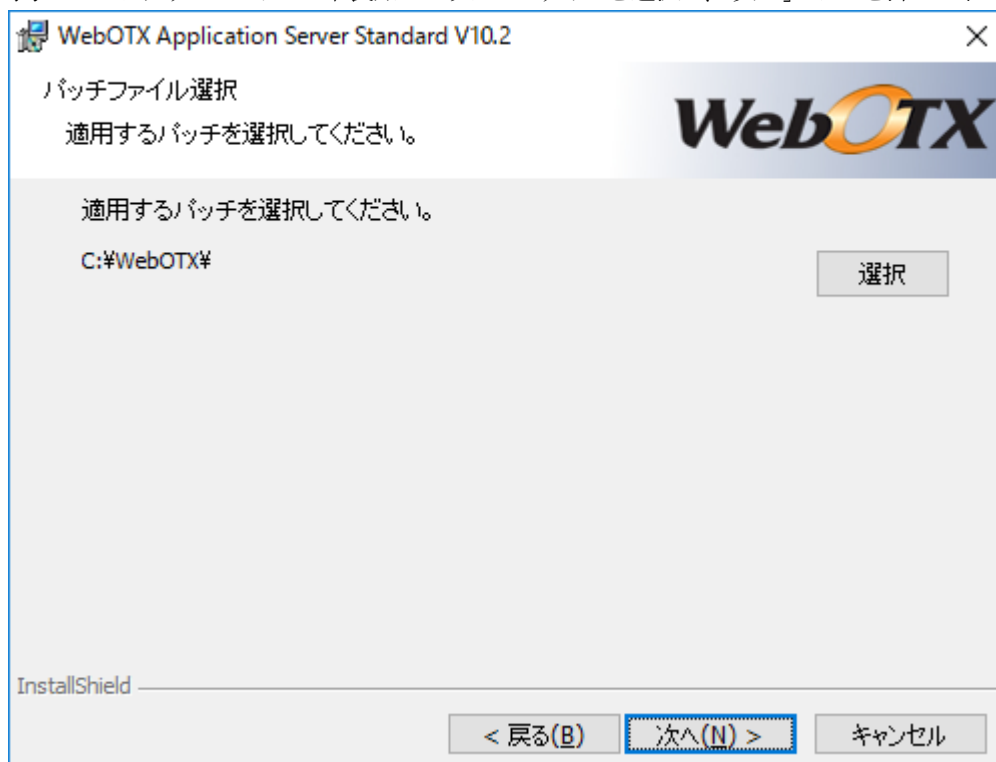 WebOTX Application Server Standard V10.2
パッチファイル選択
適用するパッチを選択してください。
WebOTX
適用するパッチを選択してください。
C:¥WebOTX¥
選択
InstallShield
< 戻る(B)
次へ(N) >
キャンセル